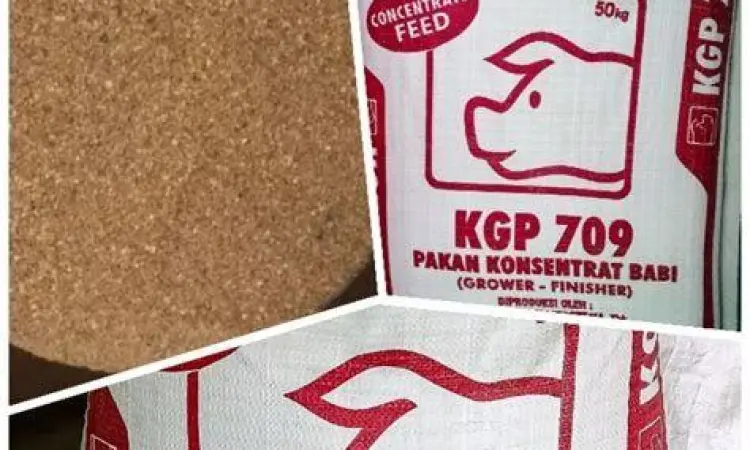 CONCENTRATE
FEED
50kg
KGP 709
PAKAN KONSENTRAT BABI
(GROWER - FINISHER)
DIPRODUKSI OLEH :
KGP